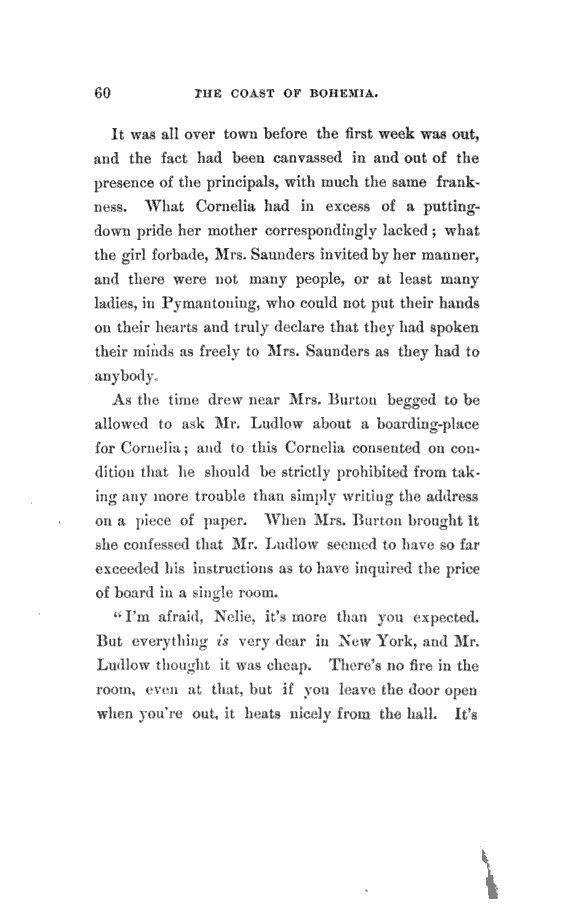 60 THE COAST OF BOHEMIA.
It was all over town before the first week was out,
and the fact had been canvassed in and out of the
presence of the principals, with much the same frank-
ness. What Cornelia had in excess of a putting-
down pride her mother correspondingly lacked; what
the girl forbade, Mrs. Saunders invited by her manner,
and there were not many people, or at least many
ladies, in Pymantoning, who could not put their hands
on their hearts and truly declare that they had spoken
their minds as freely to Mrs. Saunders as they had to
anybody.
As the time drew near Mrs. Burton begged to be
allowed to ask Mr. Ludlow about a boarding-place
for Cornelia; and to this Cornelia consented on con-
dition that he should be strictly prohibited from tak-
ing any more trouble than simply writing the address
on a piece of paper. When Mrs. Burton brought it
she confessed that Mr. Ludlow seemed to have so far
exceeded his instructions as to have inquired the price
of board in a single room.
"I'm afraid, Nelie, it's more than you expected.
But everything is very dear in New York, and Mr.
Ludlow thought it was cheap. There's no fire in the
room, even at that, but if you leave the door open
when you're out, it heats nicely from the hall. It's